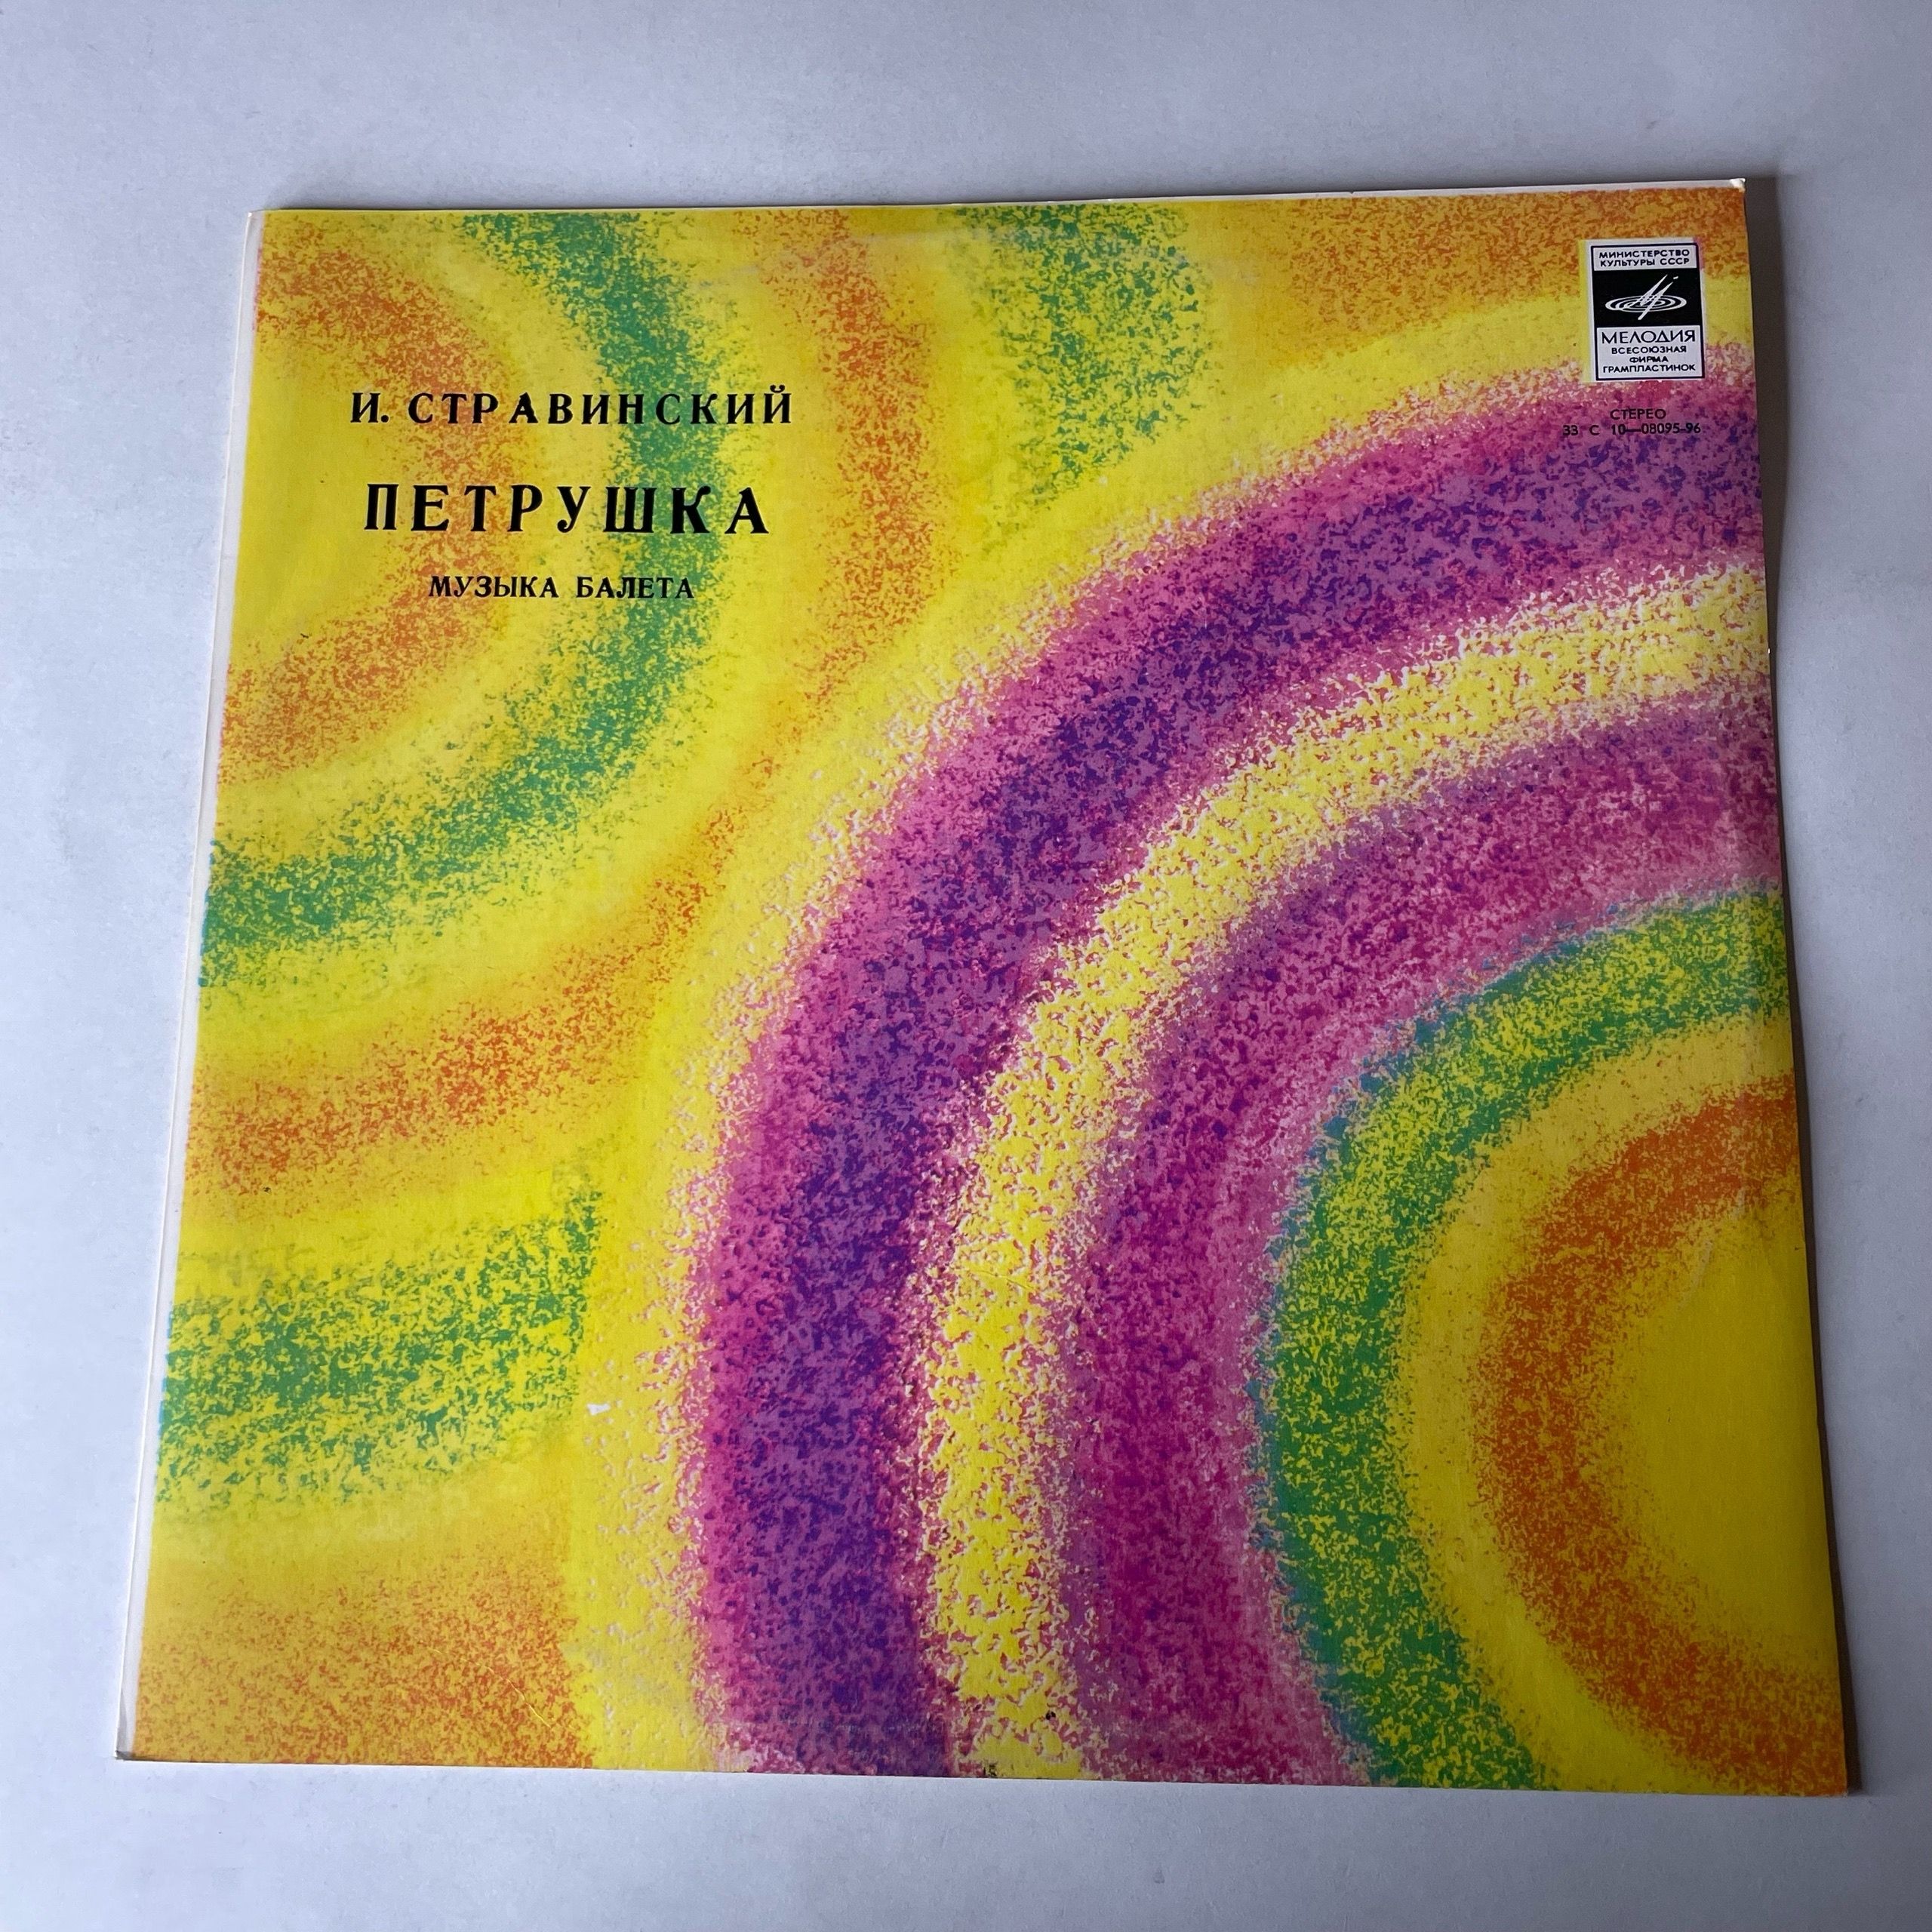 И. СТРАВИНСКИЙ
ПЕТРУШКА
МУЗЫКА БАЛЕТА
МИНИСТЕРСТВО
КУЛЬТУРЫ СССР
МЕЛОДИЯ
ВСЕСОЮЗНАЯ
ФИРМА
ГРАМПЛАСТИНОК
СТЕРЕО
33 С 10—08095-96